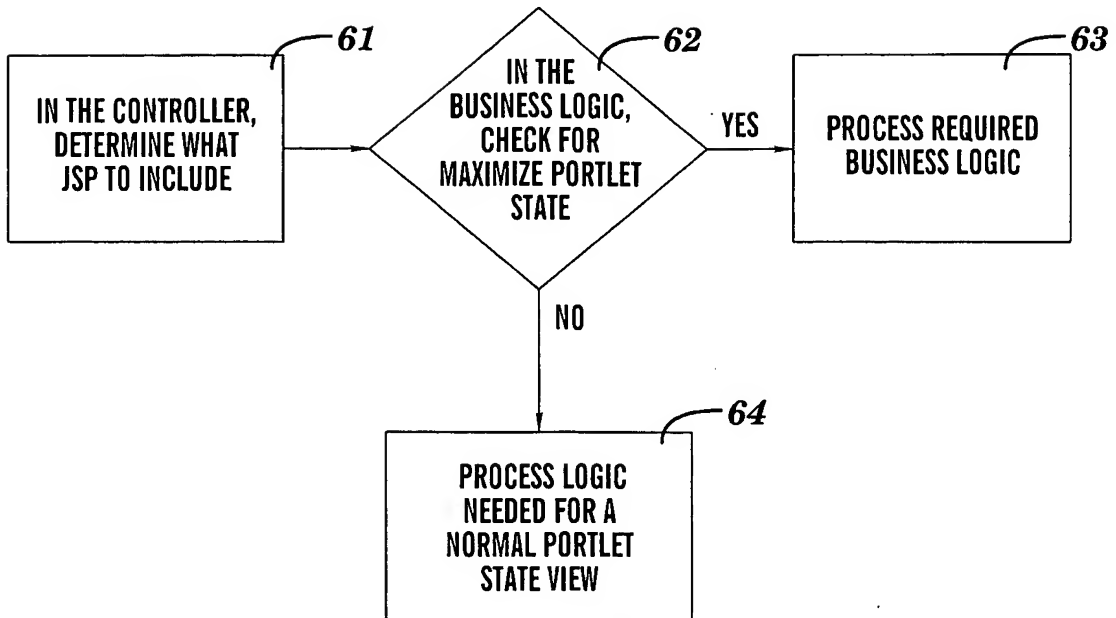 61
IN THE CONTROLLER,
DETERMINE WHAT
JSP TO INCLUDE
62
IN THE
BUSINESS LOGIC,
CHECK FOR
MAXIMIZE PORTLET
STATE
YES
63
PROCESS REQUIRED
BUSINESS LOGIC
NO
64
PROCESS LOGIC
NEEDED FOR A
NORMAL PORTLET
STATE VIEW